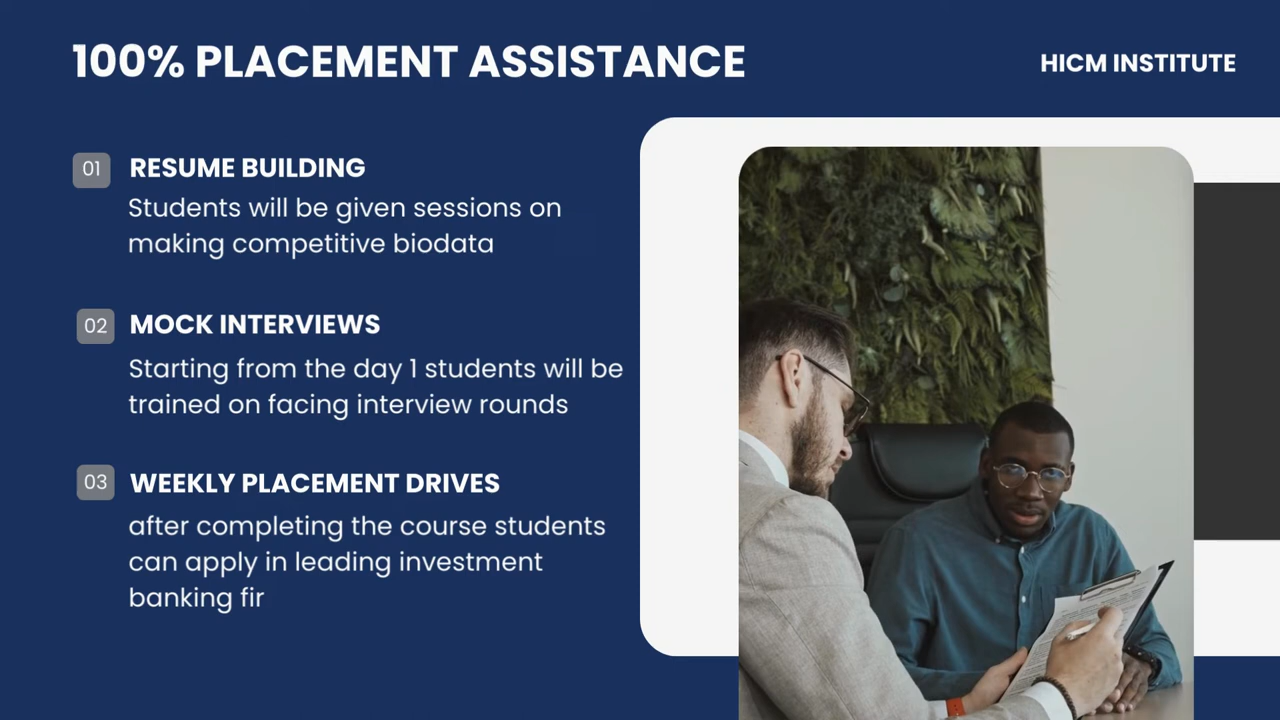 100% PLACEMENT ASSISTANCE
HICM INSTITUTE
01 RESUME BUILDING
Students will be given sessions on
making competitive biodata
02 MOCK INTERVIEWS
Starting from the day 1 students will be
trained on facing interview rounds
03 WEEKLY PLACEMENT DRIVES
after completing the course students
can apply in leading investment
banking fir